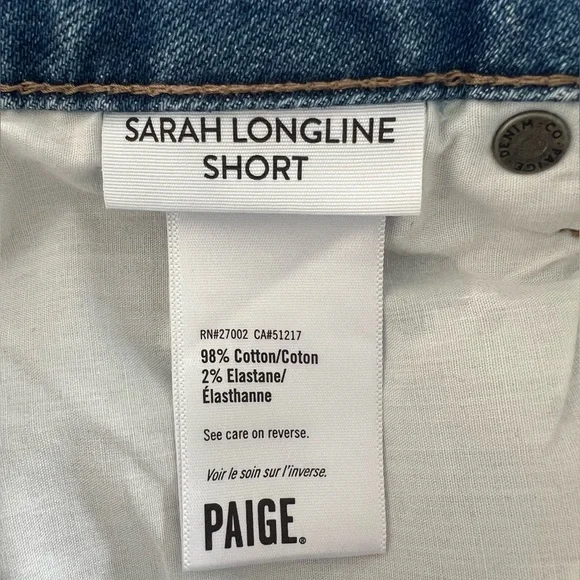 SARAH LONGLINE
SHORT
DENIM·CO·PAIGE
RN#27002 CA#51217
98% Cotton/Coton
2% Elastane/
Élasthanne
See care on reverse.
Voir le soin sur l'inverse.
PAIGE®